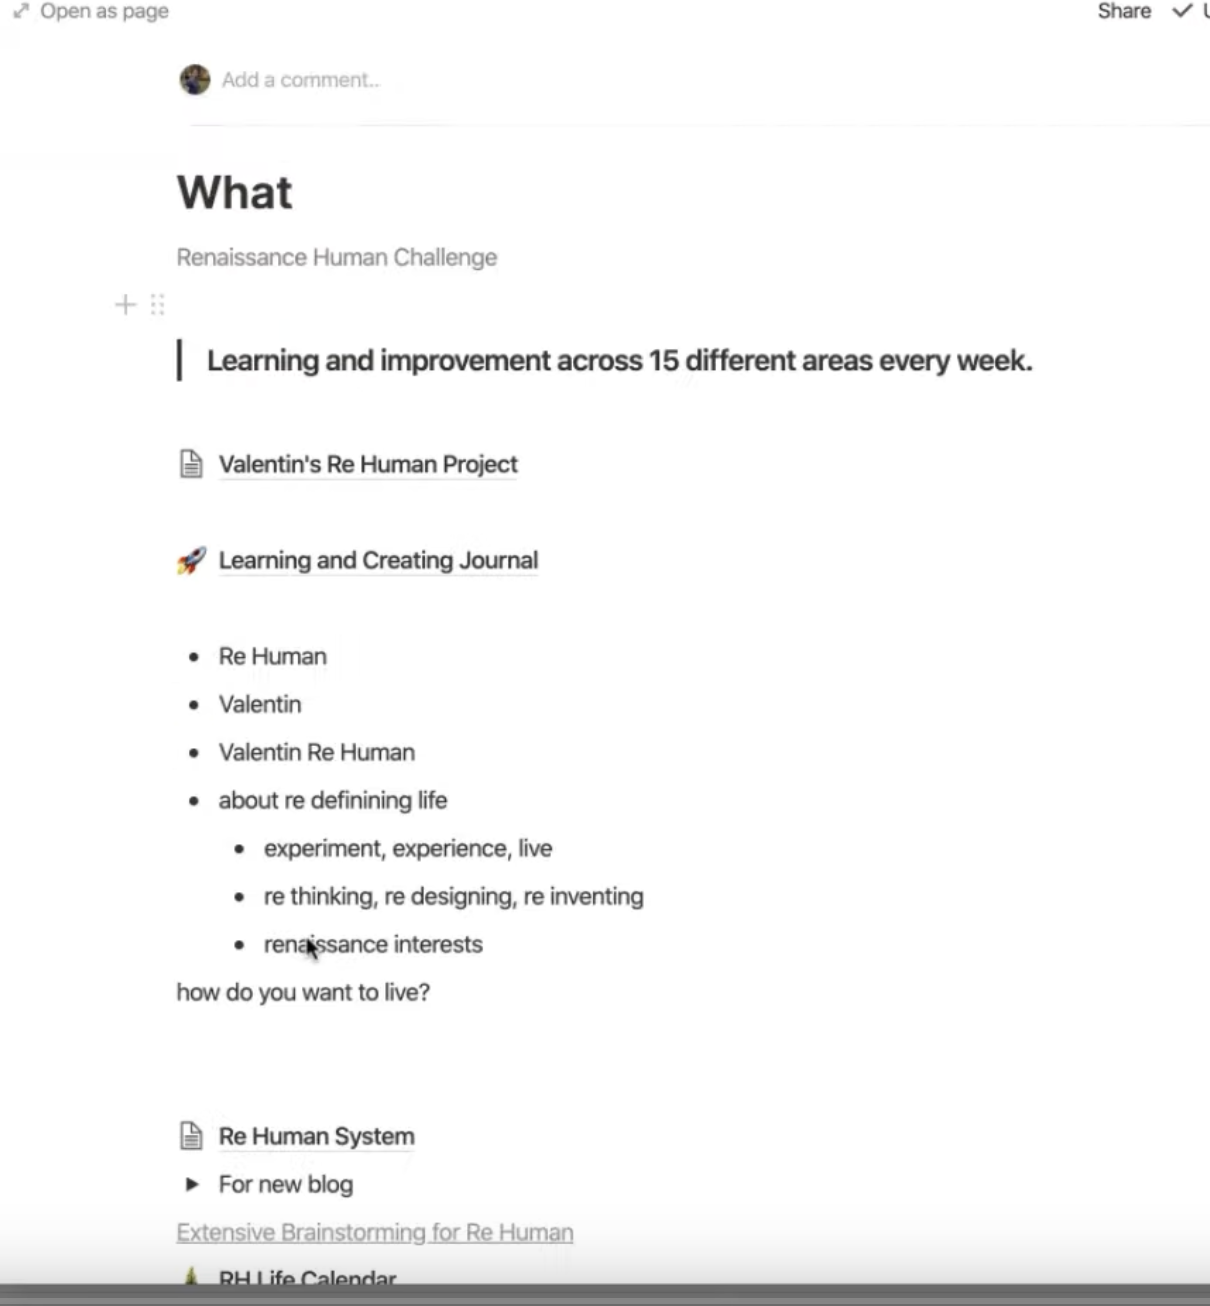 Open as page
Share
Add a comment..
What
Renaissance Human Challenge
Learning and improvement across 15 different areas every week.
Valentin's Re Human Project
Learning and Creating Journal
Re Human
Valentin
Valentin Re Human
about re definining life
experiment, experience, live
re thinking, re designing, re inventing
renaissance interests
how do you want to live?
Re Human System
For new blog
Extensive Brainstorming for Re Human
RH Life Calendar